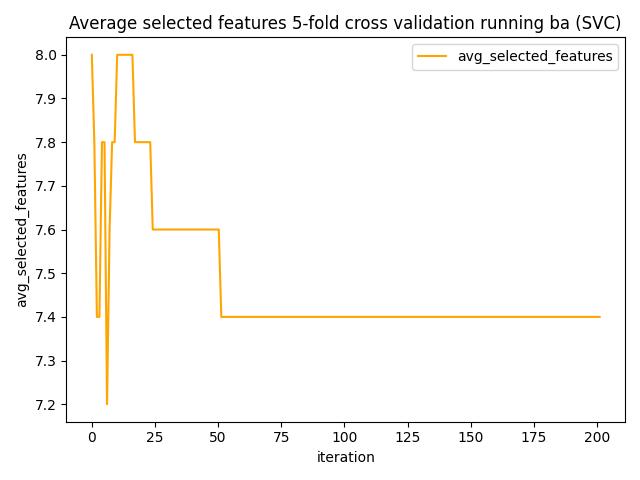 Average selected features 5-fold cross validation running ba (SVC)
avg_selected_features
8.0
7.9
7.8
7.7
7.6
7.5
7.4
7.3
7.2
avg_selected_features
0 25 50 75 100 125 150 175 200
iteration